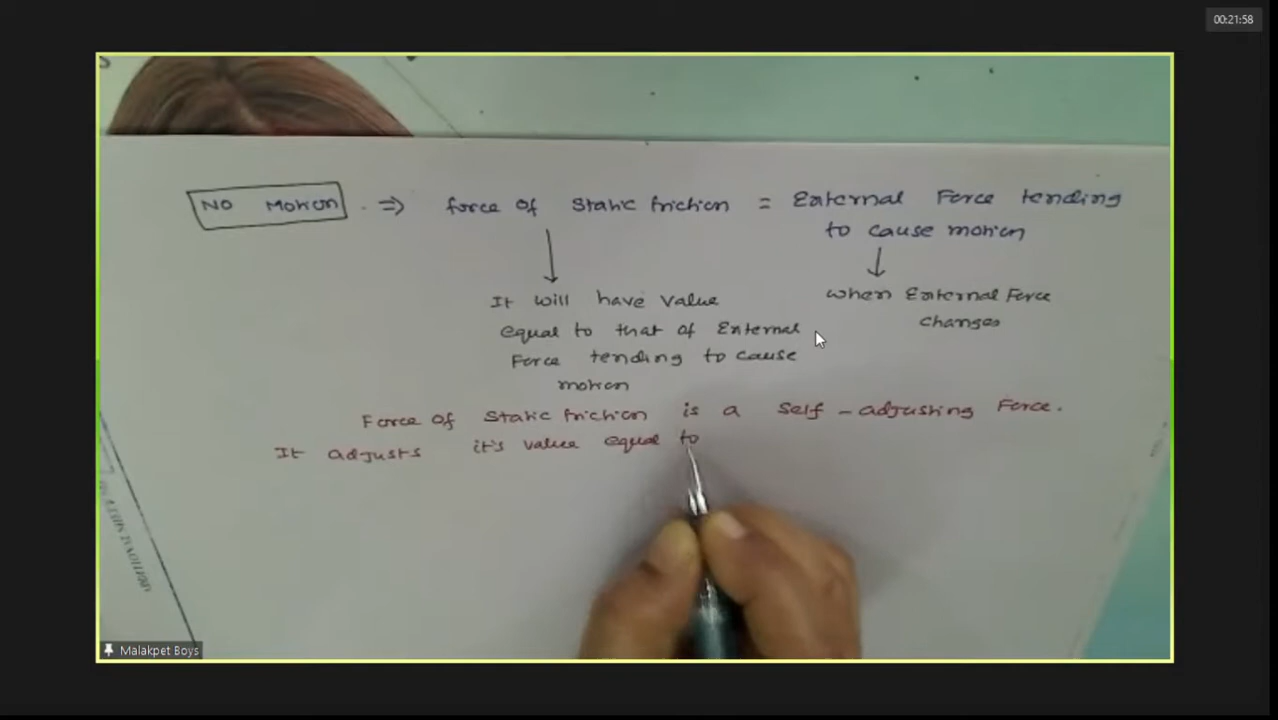 00:21:58
NO Motion => force of Static friction = External Force tending
to cause motion
It will have value
equal to that of External
Force tending to cause
motion
when External Force
changes
Force of Static friction is a Self-adjusting Force.
It adjusts it's value equal to
Malakpet Boys